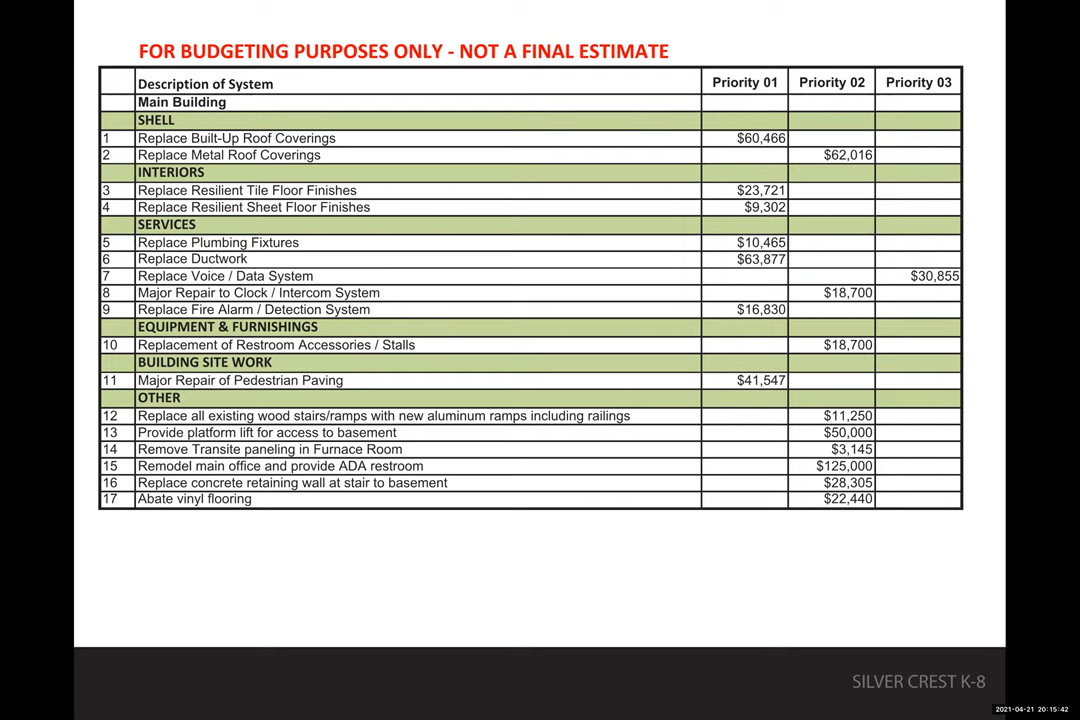 FOR BUDGETING PURPOSES ONLY - NOT A FINAL ESTIMATE
Description of System Priority 01 Priority 02 Priority 03
Main Building
SHELL
1 Replace Built-Up Roof Coverings $60,466
2 Replace Metal Roof Coverings $62,016
INTERIORS
3 Replace Resilient Tile Floor Finishes $23,721
4 Replace Resilient Sheet Floor Finishes $9,302
SERVICES
5 Replace Plumbing Fixtures $10,465
6 Replace Ductwork $63,877
7 Replace Voice / Data System $30,855
8 Major Repair to Clock / Intercom System $18,700
9 Replace Fire Alarm / Detection System $16,830
EQUIPMENT & FURNISHINGS
10 Replacement of Restroom Accessories / Stalls $18,700
BUILDING SITE WORK
11 Major Repair of Pedestrian Paving $41,547
OTHER
12 Replace all existing wood stairs/ramps with new aluminum ramps including railings $11,250
13 Provide platform lift for access to basement $50,000
14 Remove Transite paneling in Furnace Room $3,145
15 Remodel main office and provide ADA restroom $125,000
16 Replace concrete retaining wall at stair to basement $28,305
17 Abate vinyl flooring $22,440
SILVER CREST K-8
2021-04-21 20:15:42